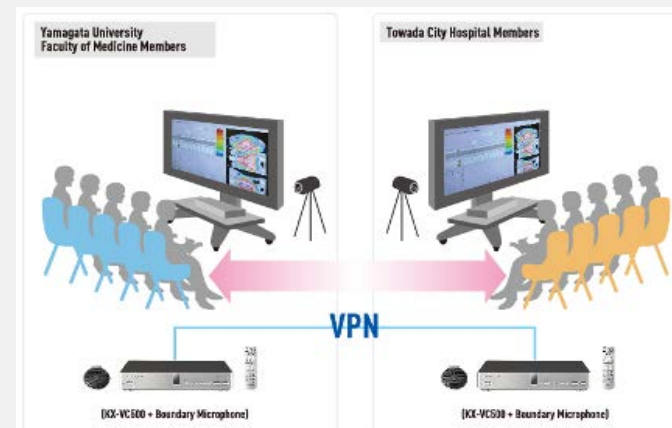 Yamagata University
Faculty of Medicine Members
Towada City Hospital Members
VPN
(KX-VC500 + Boundary Microphone)
(KX-VC500 + Boundary Microphone)